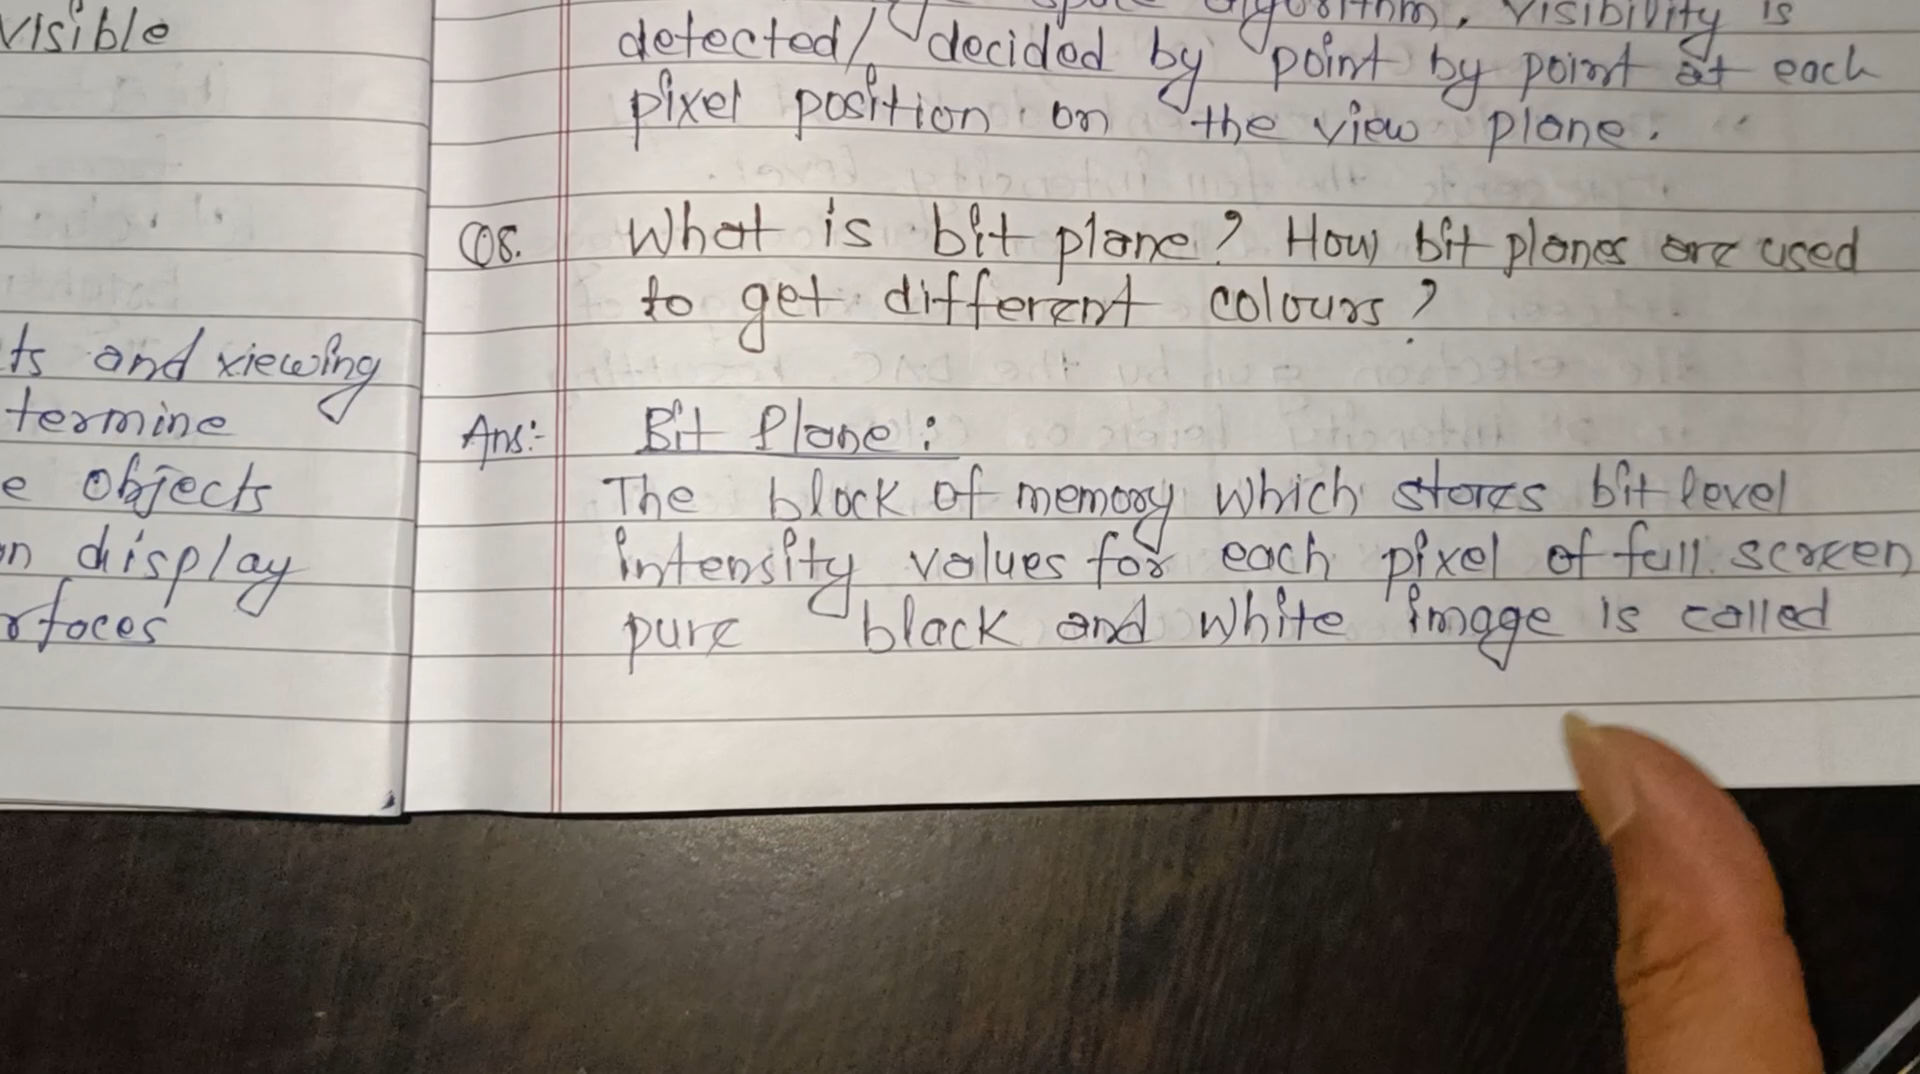 visible
ts and viewing
termine
e objects
n display
rfaces
algorithm, visibility is
detected/ decided by point by point at each
pixel position on the view plane.
Q8. What is bit plane? How bit planes are used
to get different colours?
Ans:- Bit Plane:
The block of memory which stores bit level
intensity values for each pixel of full screen
pure black and white image is called